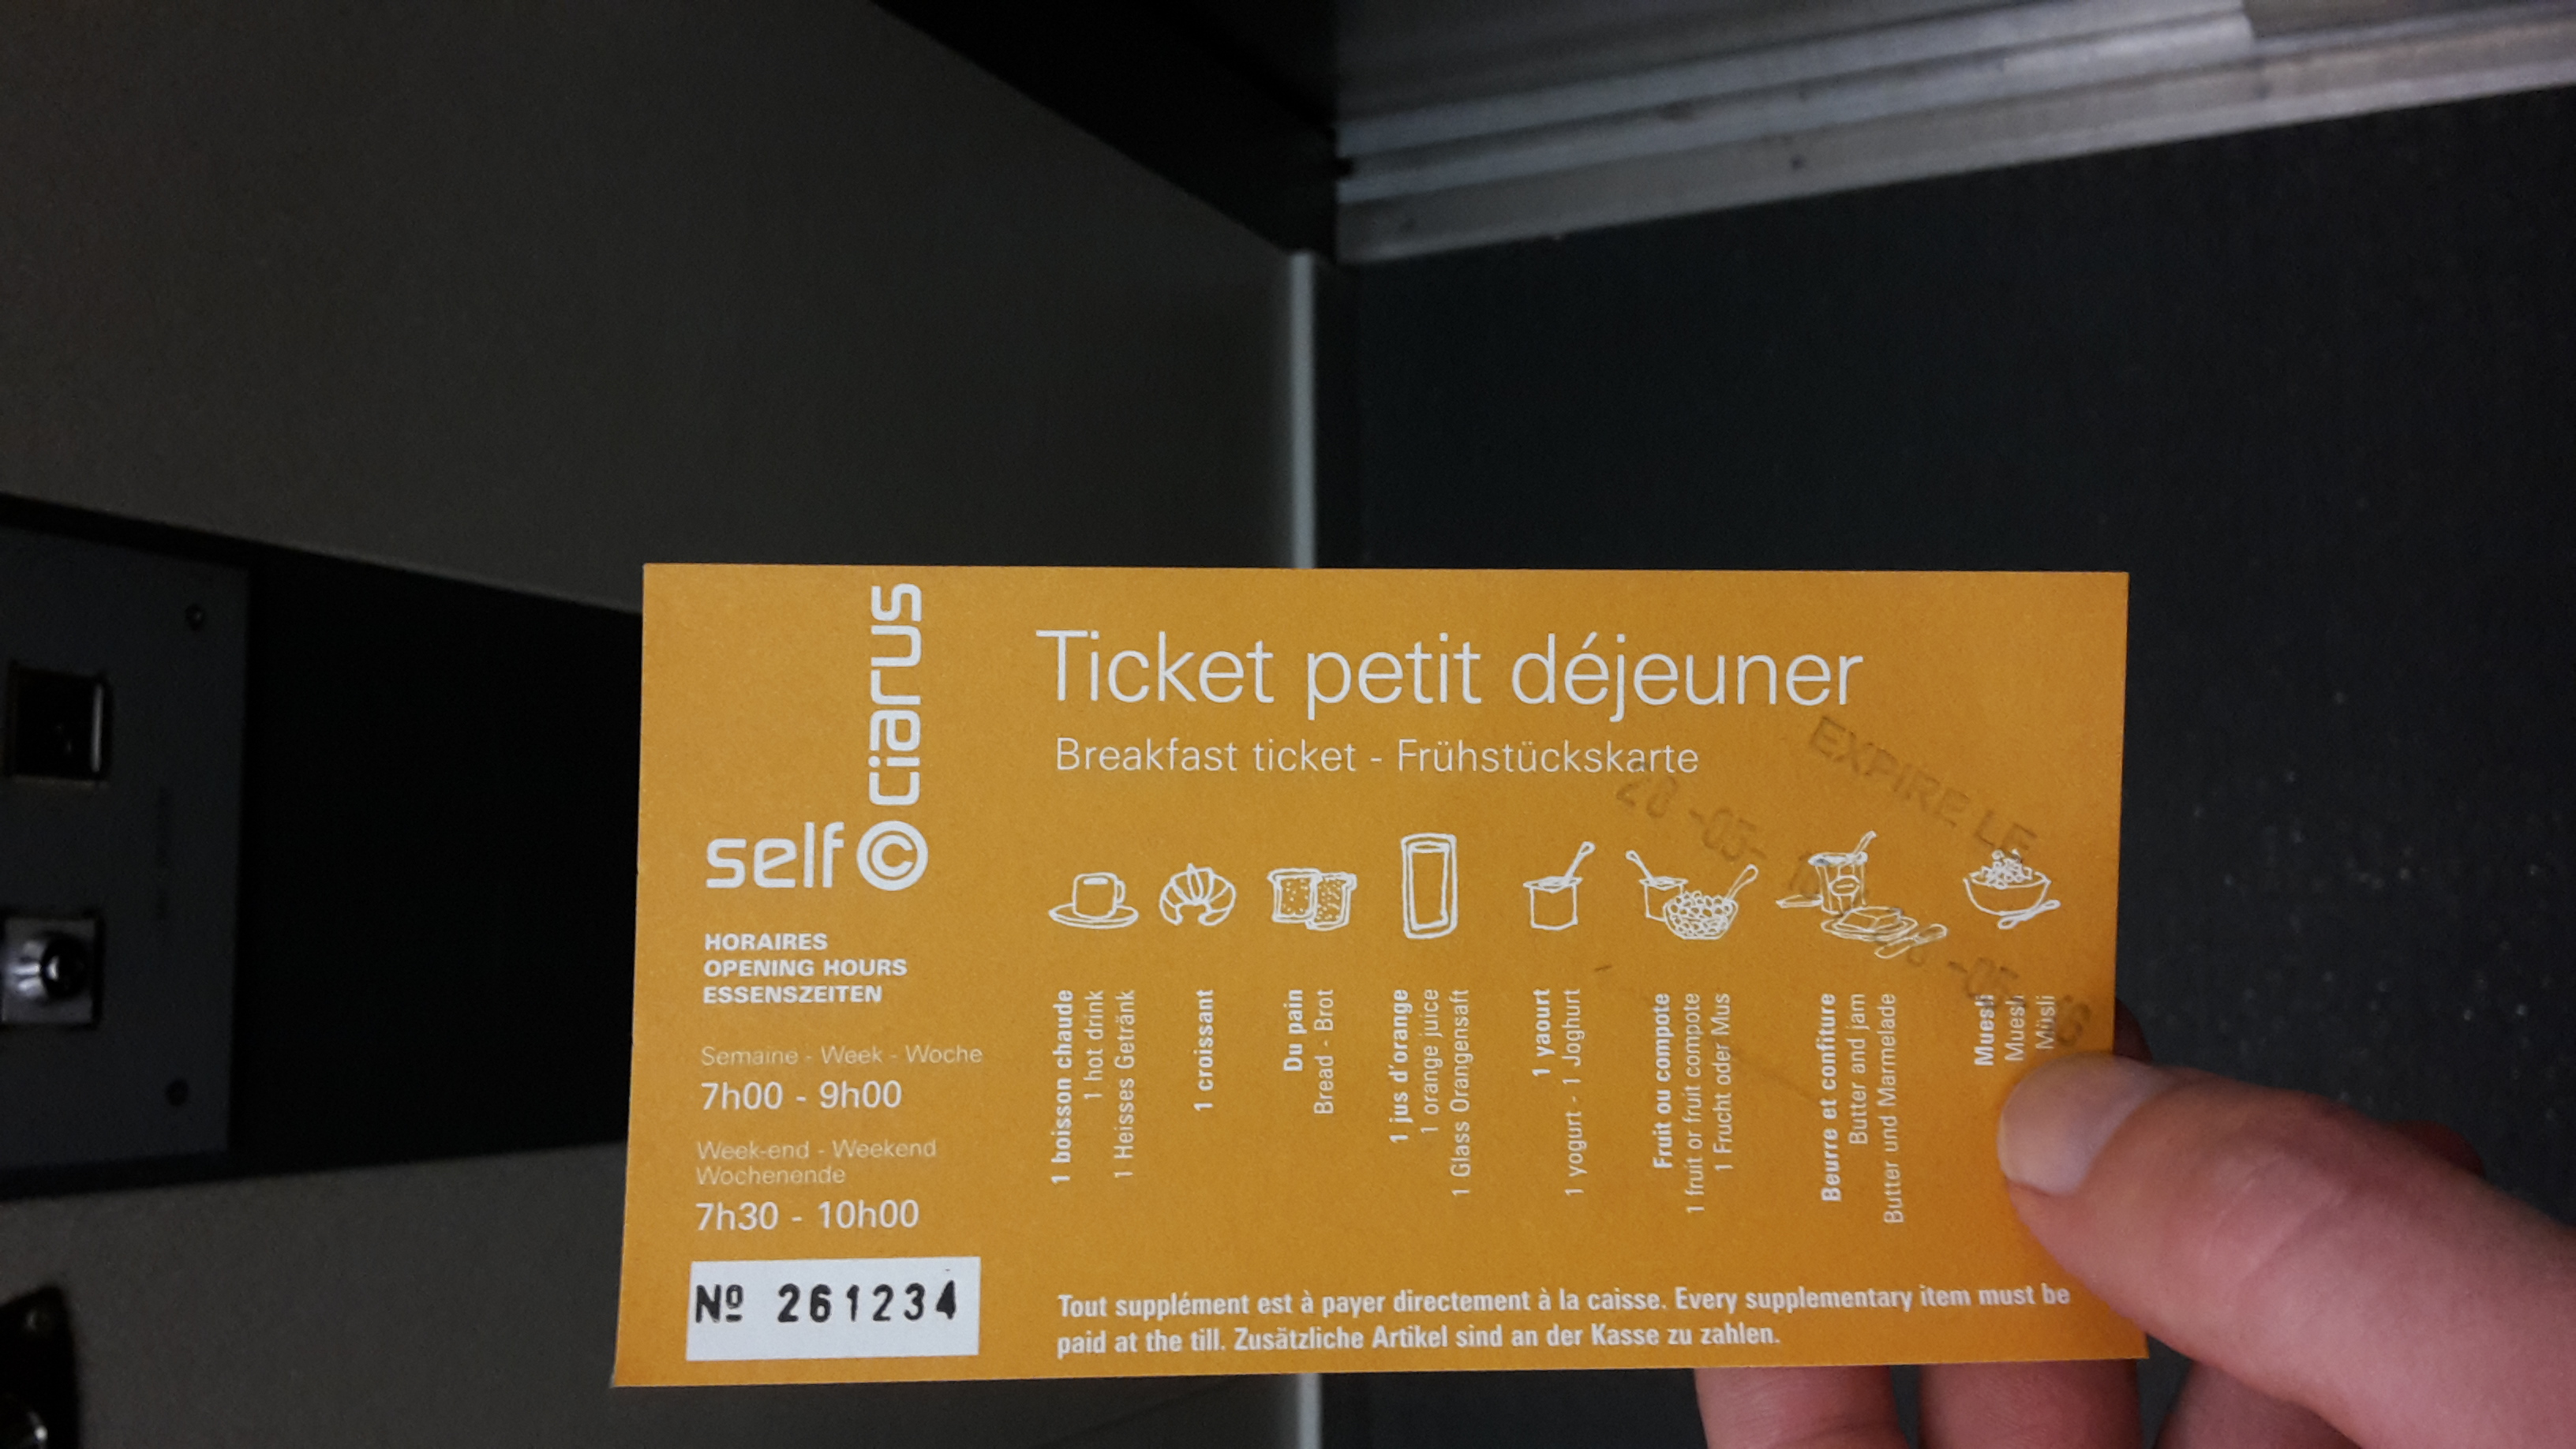 self © ciarus
HORAIRES
OPENING HOURS
ESSENSZEITEN
Semaine - Week - Woche
7h00 - 9h00
Week-end - Weekend
Wochenende
7h30 - 10h00
Nº 261234
Ticket petit déjeuner
Breakfast ticket - Frühstückskarte
EXPIRE LE
1 boisson chaude
1 hot drink
1 Heisses Getränk
1 croissant
Du pain
Bread - Brot
1 jus d'orange
1 orange juice
1 Glass Orangensaft
1 yaourt
1 yogurt - 1 Joghurt
Fruit ou compote
1 fruit or fruit compote
1 Frucht oder Mus
Beurre et confiture
Butter and jam
Butter und Marmelade
Muesli
Muesli
Müsli
Tout supplément est à payer directement à la caisse. Every supplementary item must be
paid at the till. Zusätzliche Artikel sind an der Kasse zu zahlen.